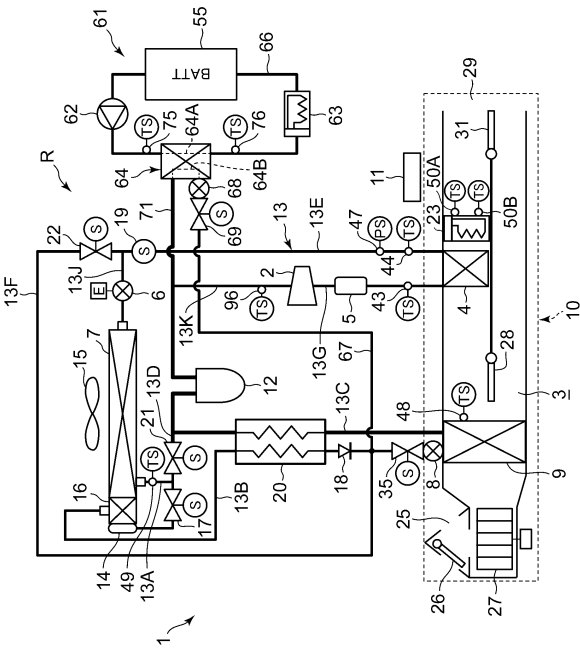 61
55
BATT
66
62
TS
75
64A
TS
76
63
R
64
64B
68
S
69
71
29
31
11
50A
TS
TS
23
50B
22
S
19
S
13
13E
47
PS
TS
44
13F
13J
E
6
2
13K
96
TS
13G
5
43
TS
4
10
7
15
12
67
28
3
13D
13C
TS
48
21
S
TS
16
S
17
20
18
35
S
8
9
14
49
13A
13B
25
26
27
1